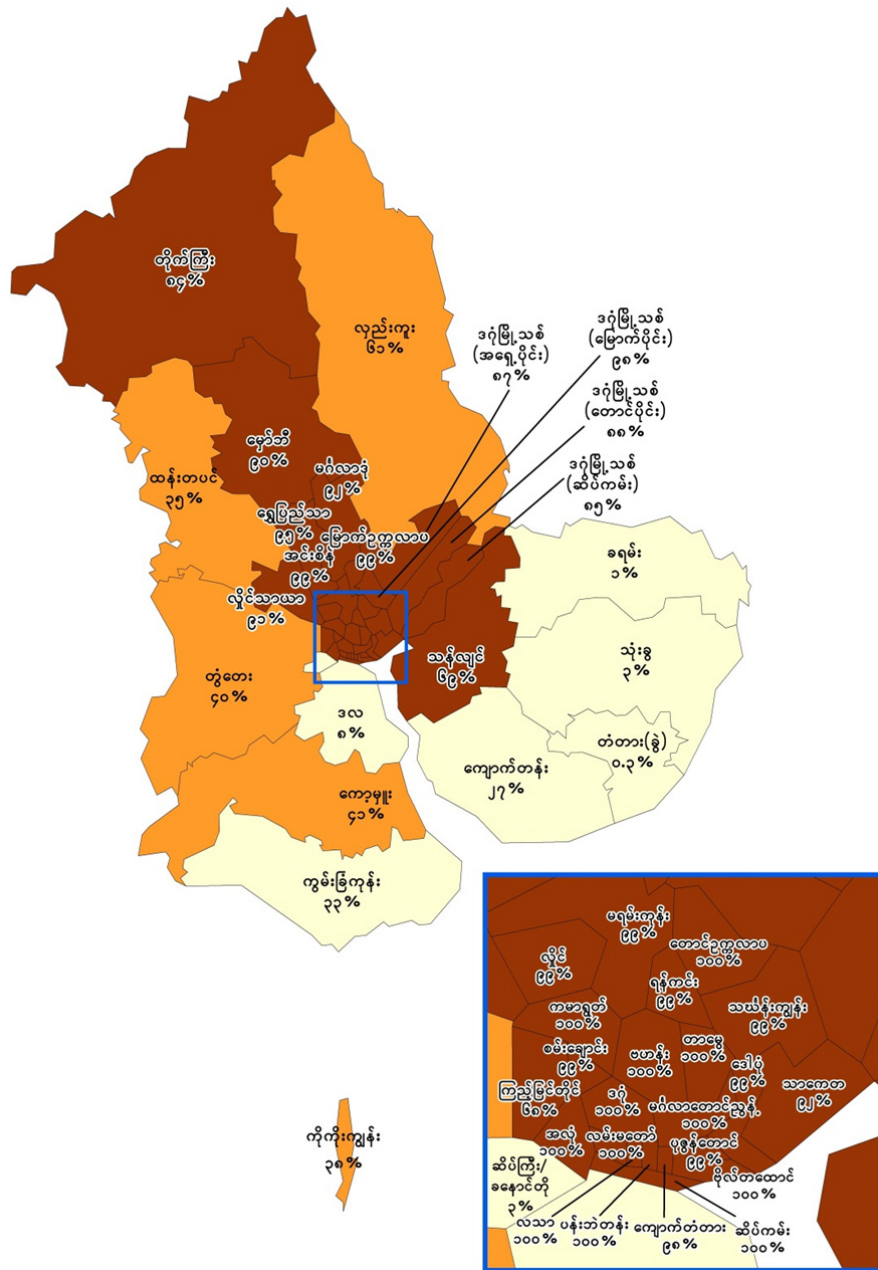 တိုက်ကြီး
၈၄%
လှည်းကူး
၆၁%
ဒဂုံမြို့သစ်
(အရှေ့ပိုင်း)
၈၇%
ဒဂုံမြို့သစ်
(မြောက်ပိုင်း)
၉၈%
ဒဂုံမြို့သစ်
(တောင်ပိုင်း)
၈၈%
ဒဂုံမြို့သစ်
(ဆိပ်ကမ်း)
၈၅%
မှော်ဘီ
၉၀%
မင်္ဂလာဒုံ
၉၂%
ထန်းတပင်
၃၅%
ရွှေပြည်သာ
၉၅%
မြောက်ဥက္ကလာပ
၉၉%
အင်းစိန်
၉၉%
လှိုင်သာယာ
၉၁%
ခရမ်း
၁%
သုံးခွ
၃%
သန်လျင်
၆၉%
တွံတေး
၄၀%
ဒလ
၈%
တံတား(ခွဲ)
၀.၃%
ကျောက်တန်း
၂၇%
ကော့မှူး
၄၁%
ကွမ်းခြံကုန်း
၃၃%
ကိုကိုးကျွန်း
၃၈%
မရမ်းကုန်း
၉၉%
တောင်ဥက္ကလာပ
၁၀၀%
လှိုင်
၉၉%
ရန်ကင်း
၉၉%
ကမာရွတ်
၁၀၀%
သင်္ဃန်းကျွန်း
၉၉%
စမ်းချောင်း
၉၉%
ဗဟန်း
၁၀၀%
တာမွေ
၁၀၀%
ဒေါပုံ
၉၉%
သာကေတ
၉၂%
ကြည့်မြင်တိုင်
၆၈%
ဒဂုံ
၁၀၀%
မင်္ဂလာတောင်ညွန့်
၁၀၀%
အလုံ
၁၀၀%
လမ်းမတော်
၁၀၀%
ပုဇွန်တောင်
၉၉%
ဗိုလ်တထောင်
၁၀၀%
ဆိပ်ကြီး/
ခနောင်တို
၃%
လသာ
၁၀၀%
ပန်းဘဲတန်း
၁၀၀%
ကျောက်တံတား
၉၈%
ဆိပ်ကမ်း
၁၀၀%